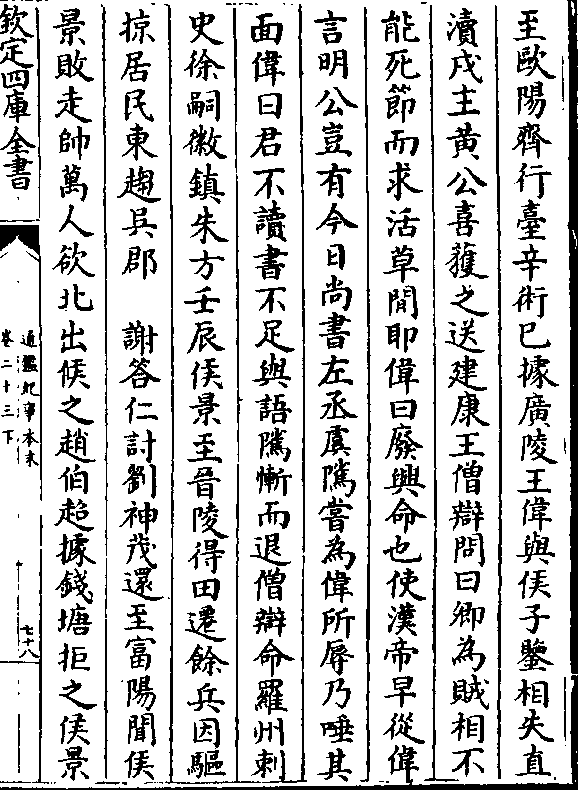 至歐陽齊行臺辛術已據廣陵王偉與侯子鑒相失直
瀆戍主黃公喜獲之送建康王僧辯問曰卿為賊相不
能死節而求活草間耶偉曰廢興命也使漢帝早從偉
言明公豈有今日尚書左丞虞隲嘗為偉所辱乃唾其
面偉曰君不讀書不足與語隲慚而退僧辯命羅州刺
史徐嗣徽鎮朱方壬辰侯景至晉陵得田遷餘兵因驅
掠居民東趨吳郡　謝答仁討劉神茂還至富陽聞侯
景敗走帥萬人欲北出候之趙伯超據錢塘拒之侯景
欽定四庫全書
通鑑紀事本末
卷二十三下
七十八